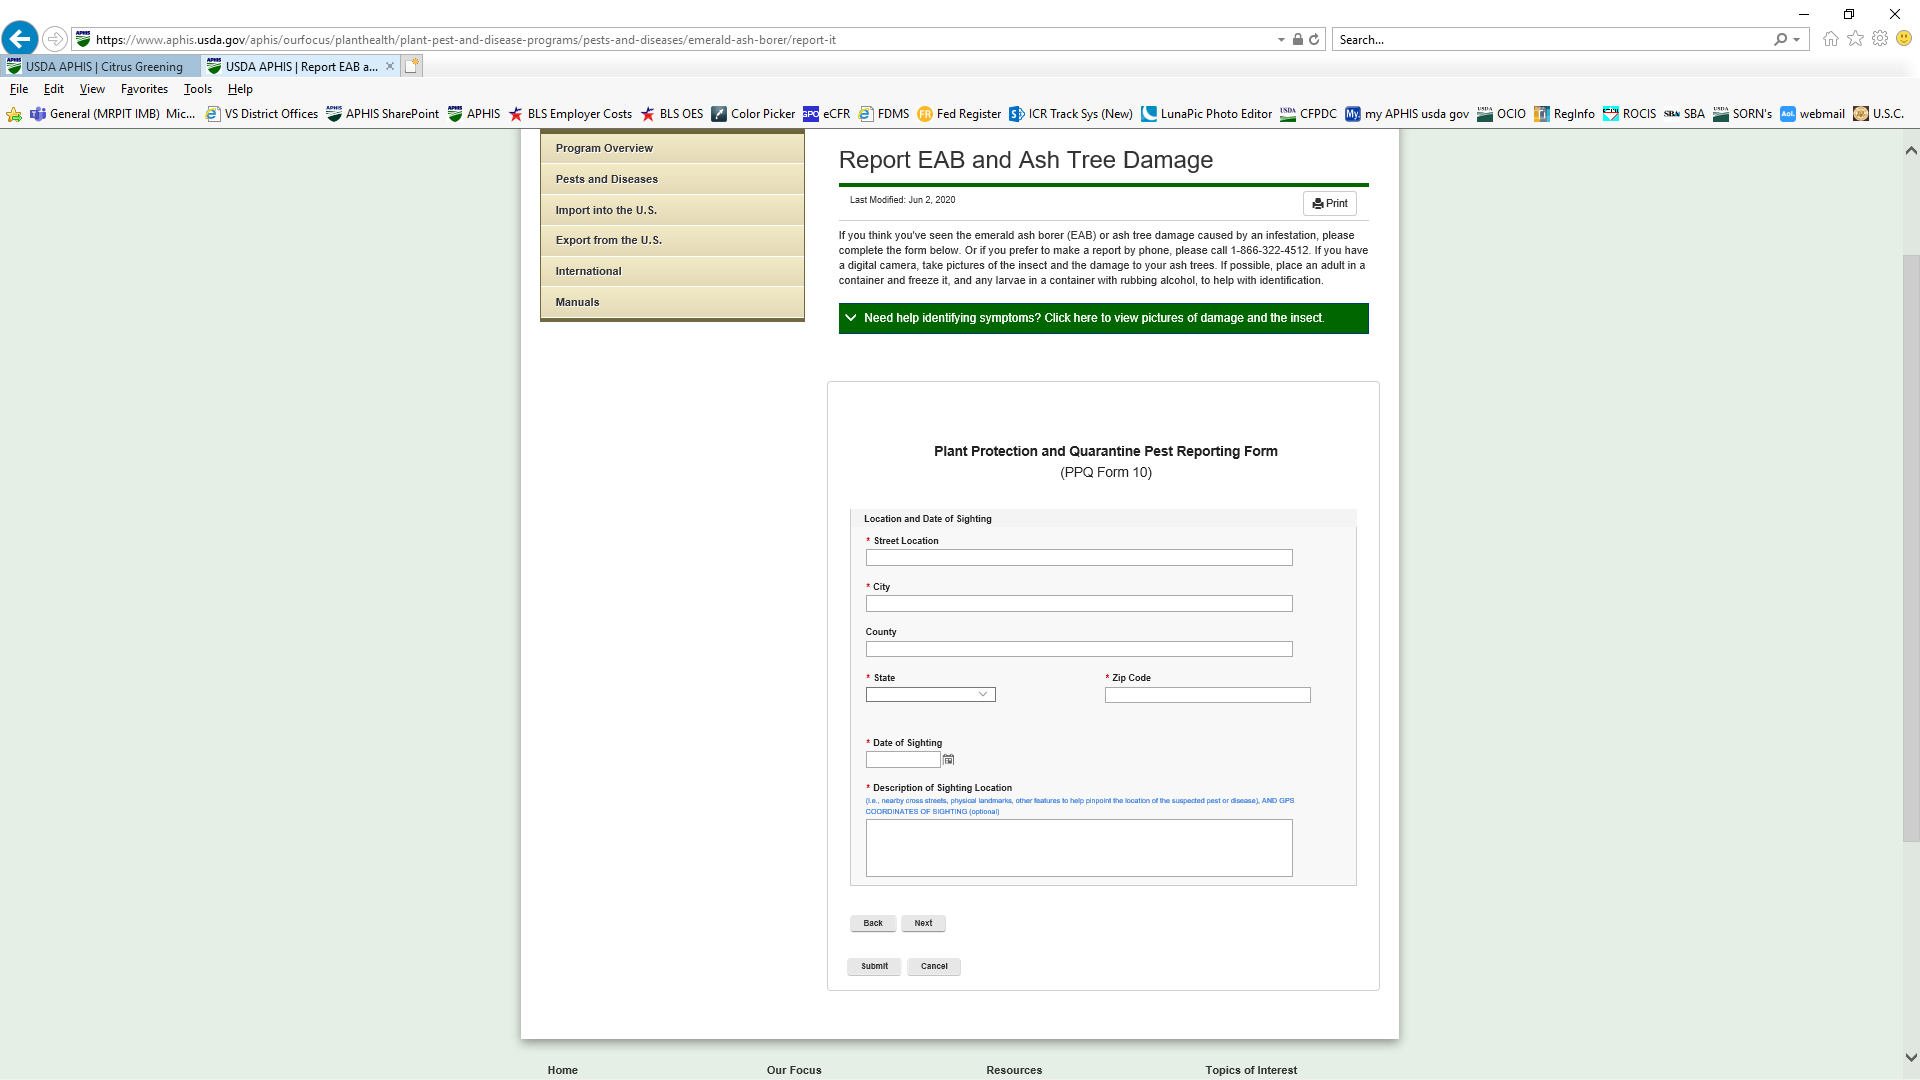 https://www.aphis.usda.gov/aphis/ourfocus/planthealth/plant-pest-and-disease-programs/pests-and-diseases/emerald-ash-borer/report-it
Search...
USDA APHIS | Citrus Greening
USDA APHIS | Report EAB a...
File Edit View Favorites Tools Help
General (MRPIT IMB) Mic... VS District Offices APHIS SharePoint APHIS BLS Employer Costs BLS OES Color Picker eCFR FDMS Fed Register ICR Track Sys (New) LunaPic Photo Editor CFPDC my APHIS usda gov OCIO RegInfo ROCIS SBA SORN's webmail U.S.C.
Program Overview
Pests and Diseases
Import into the U.S.
Export from the U.S.
International
Manuals
Report EAB and Ash Tree Damage
Last Modified: Jun 2, 2020
Print
If you think you've seen the emerald ash borer (EAB) or ash tree damage caused by an infestation, please
complete the form below. Or if you prefer to make a report by phone, please call 1-866-322-4512. If you have
a digital camera, take pictures of the insect and the damage to your ash trees. If possible, place an adult in a
container and freeze it, and any larvae in a container with rubbing alcohol, to help with identification.
Need help identifying symptoms? Click here to view pictures of damage and the insect.
Plant Protection and Quarantine Pest Reporting Form
(PPQ Form 10)
Location and Date of Sighting
* Street Location
* City
County
* State
* Zip Code
* Date of Sighting
* Description of Sighting Location
(i.e., nearby cross streets, physical landmarks, other features to help pinpoint the location of the suspected pest or disease), AND GPS
COORDINATES OF SIGHTING (optional)
Back Next
Submit Cancel
Home Our Focus Resources Topics of Interest